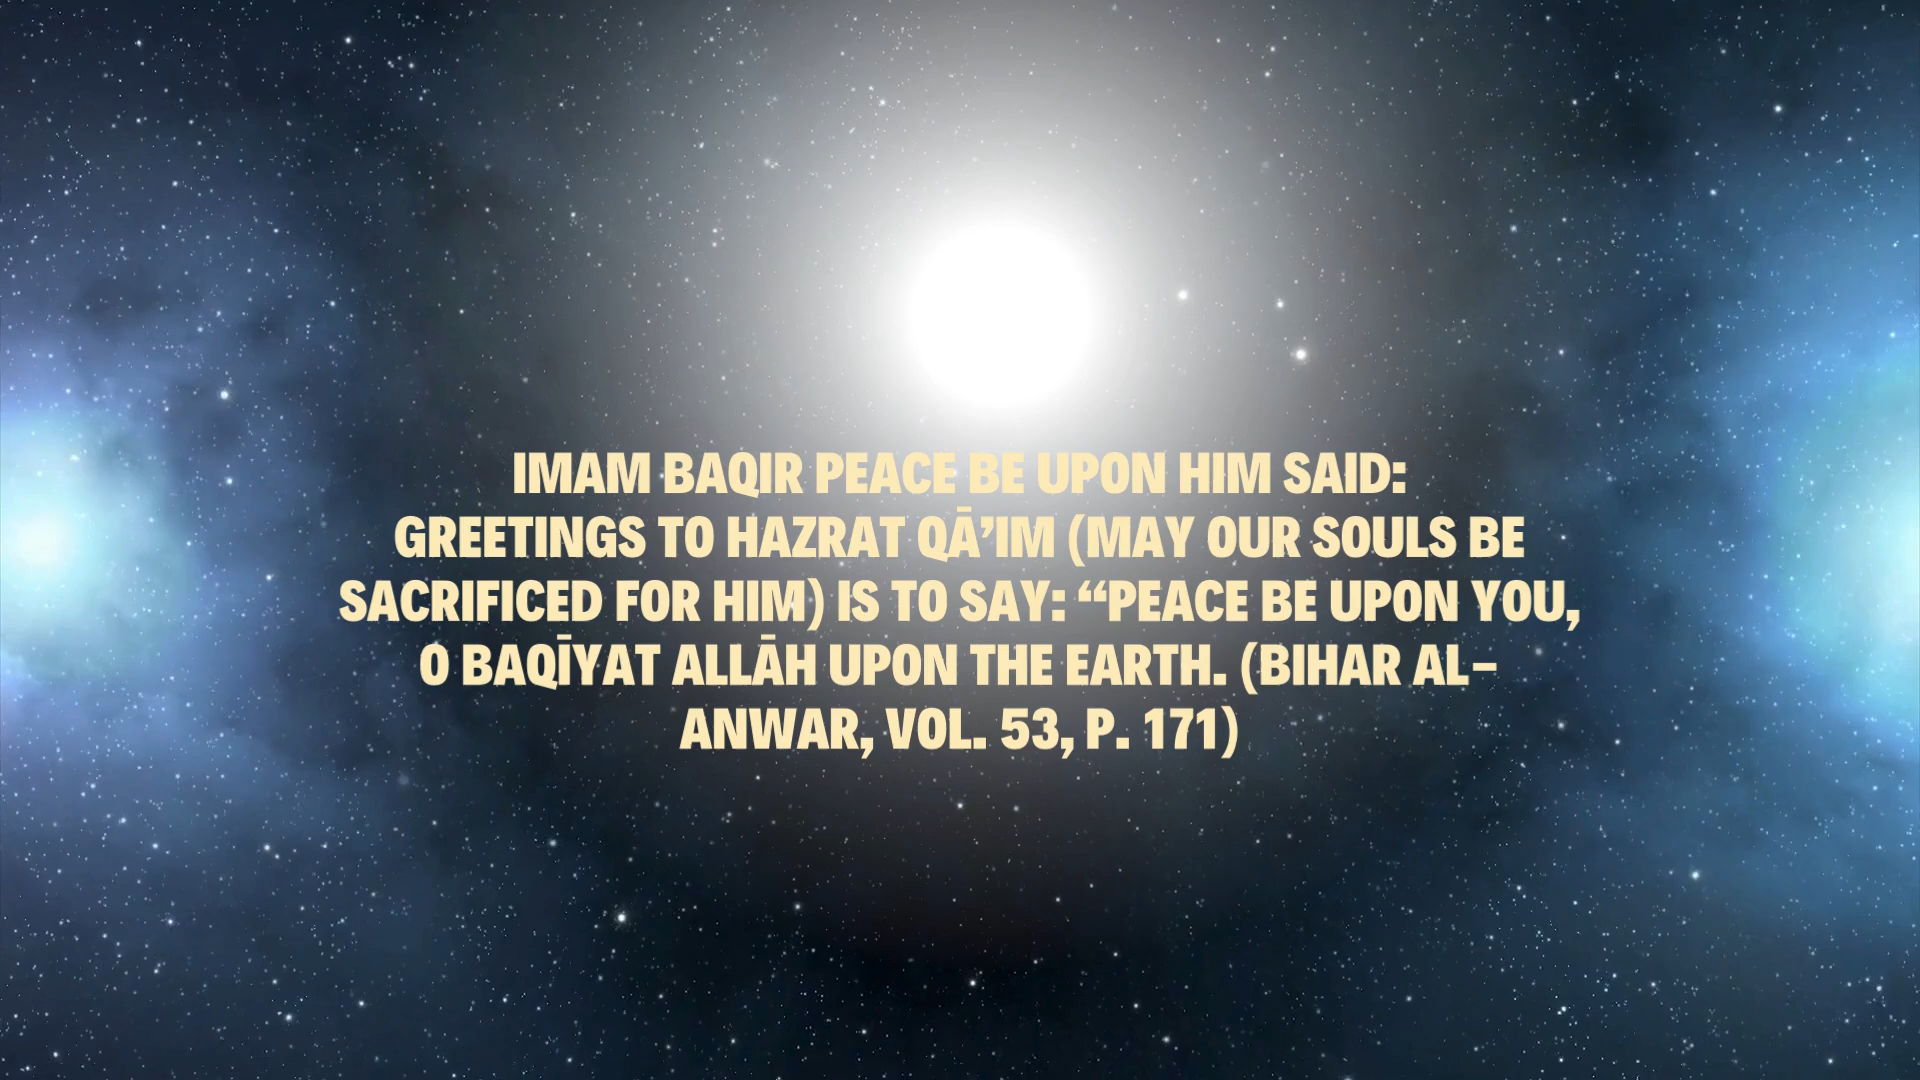 IMAM BAQIR PEACE BE UPON HIM SAID:
GREETINGS TO HAZRAT QĀ’IM (MAY OUR SOULS BE
SACRIFICED FOR HIM) IS TO SAY: “PEACE BE UPON YOU,
O BAQĪYAT ALLĀH UPON THE EARTH. (BIHAR AL-
ANWAR, VOL. 53, P. 171)